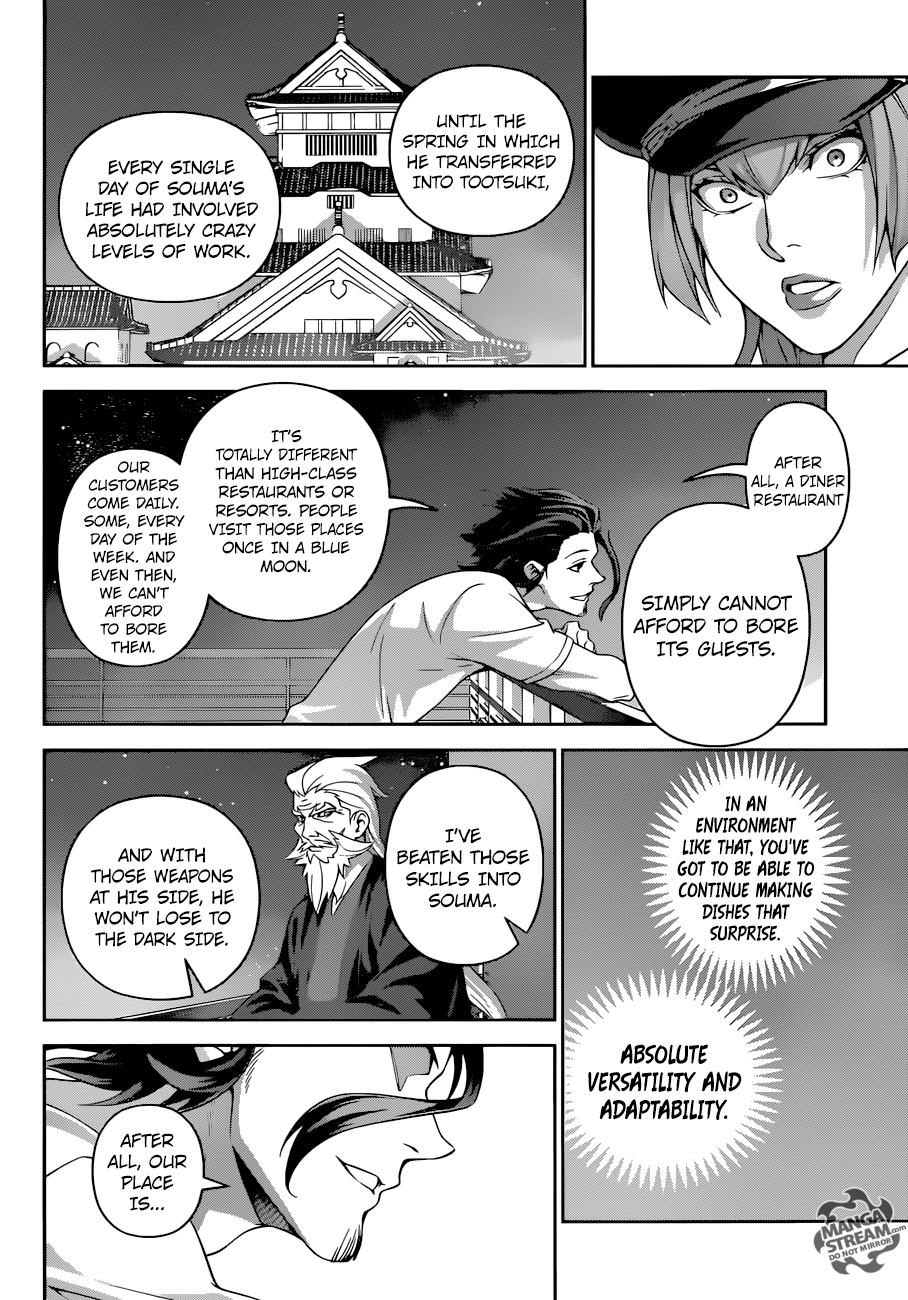 UNTIL THE
SPRING IN WHICH
HE TRANSFERRED
INTO TOOTSUKI,
EVERY SINGLE
DAY OF SOUMA'S
LIFE HAD INVOLVED
ABSOLUTELY CRAZY
LEVELS OF WORK.
AFTER
ALL, A DINER
RESTAURANT
SIMPLY CANNOT
AFFORD TO BORE
ITS GUESTS.
IT'S
TOTALLY DIFFERENT
THAN HIGH-CLASS
RESTAURANTS OR
RESORTS. PEOPLE
VISIT THOSE PLACES
ONCE IN A BLUE
MOON.
OUR
CUSTOMERS
COME DAILY.
SOME, EVERY
DAY OF THE
WEEK. AND
EVEN THEN,
WE CAN'T
AFFORD
TO BORE
THEM.
IN AN
ENVIRONMENT
LIKE THAT, YOU'VE
GOT TO BE ABLE TO
CONTINUE MAKING
DISHES THAT
SURPRISE.
ABSOLUTE
VERSATILITY AND
ADAPTABILITY.
I'VE
BEATEN THOSE
SKILLS INTO
SOUMA.
AND WITH
THOSE WEAPONS
AT HIS SIDE, HE
WON'T LOSE TO
THE DARK SIDE.
AFTER
ALL, OUR
PLACE
IS...
MANGA
STREAM.com
DO NOT MIRROR